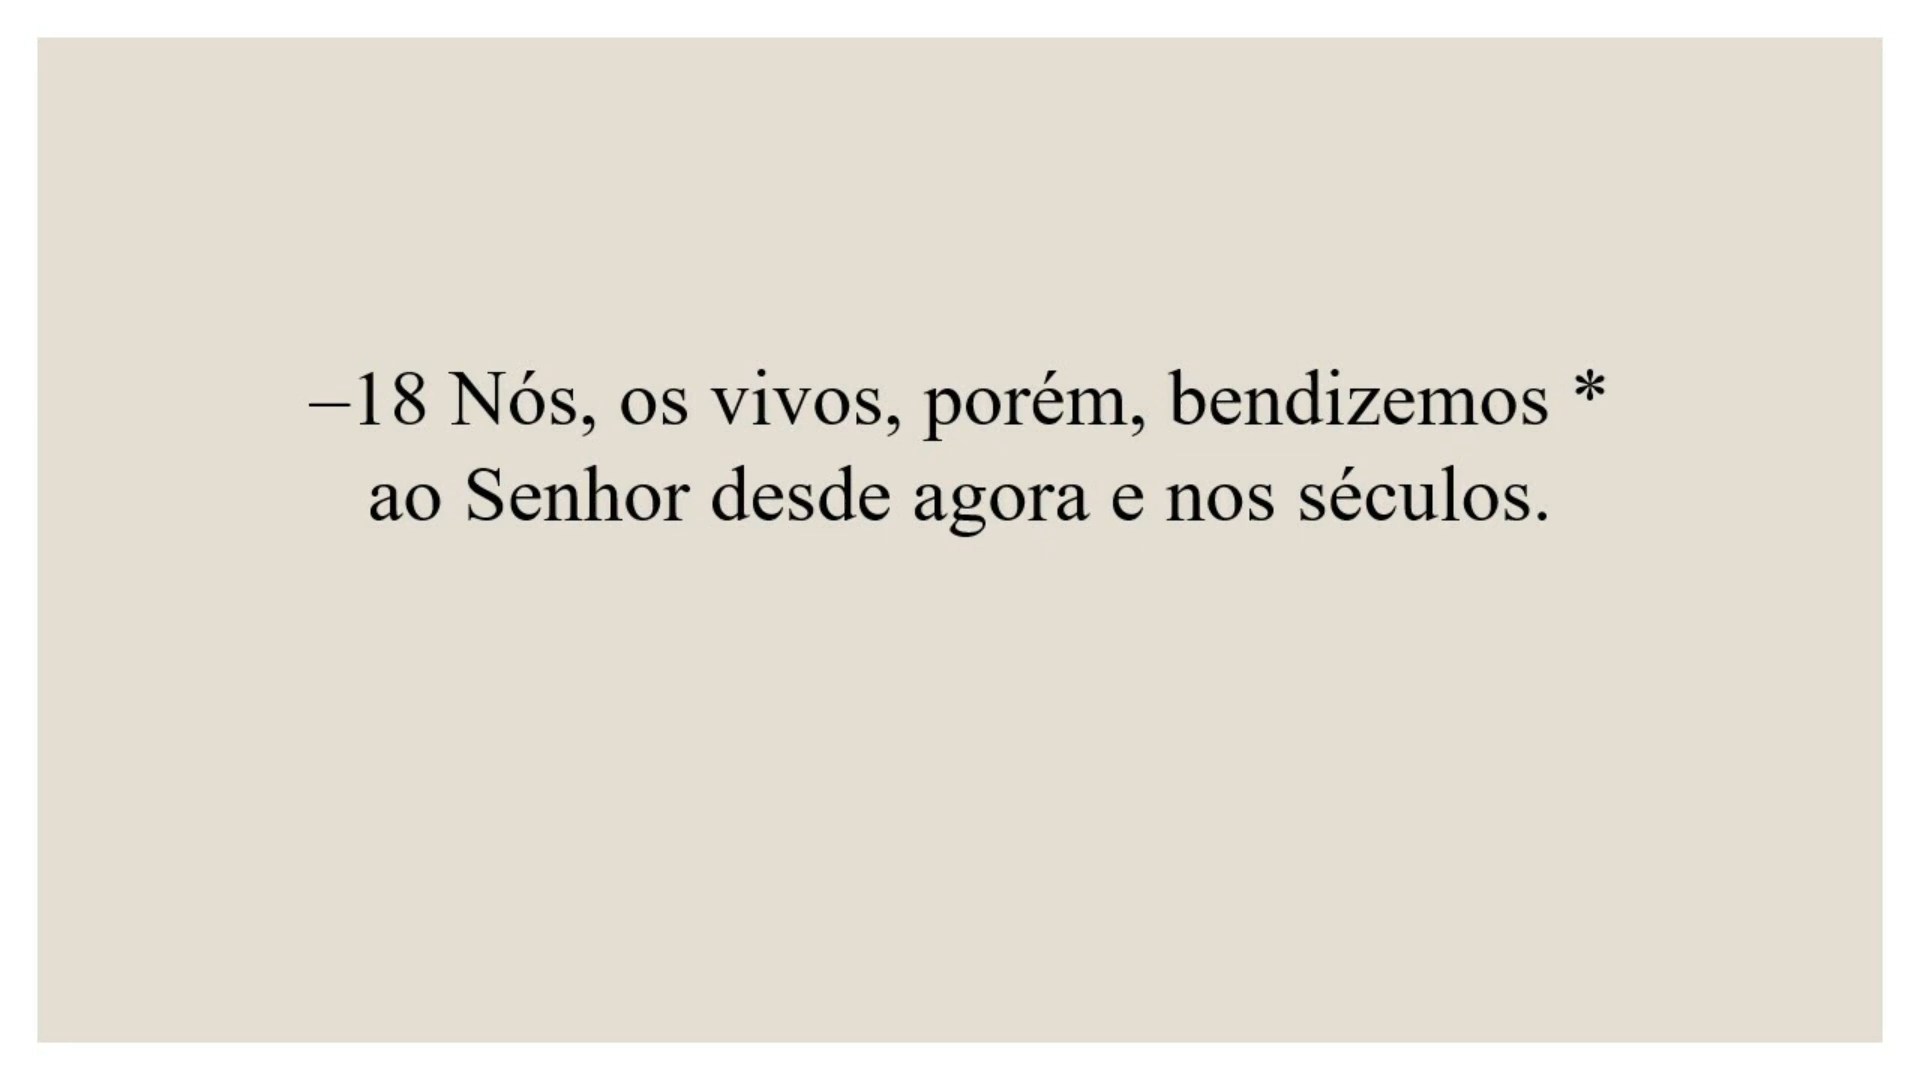 –18 Nós, os vivos, porém, bendizemos *
ao Senhor desde agora e nos séculos.